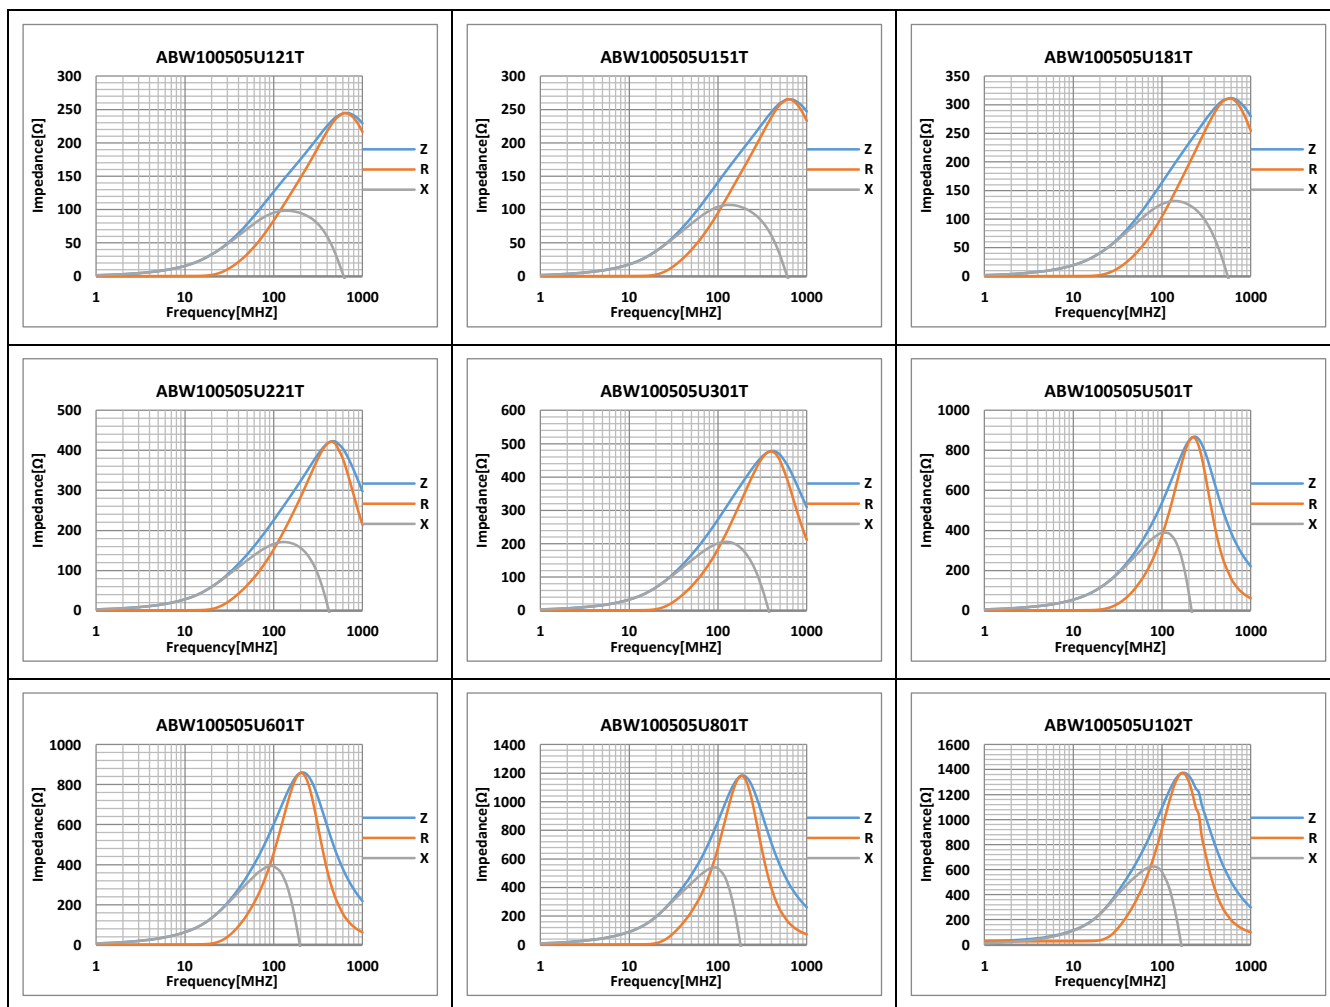 ABW100505U121T
300
250
200
150
100
50
0
Impedance[Ω]
1 10 100 1000
Frequency[MHZ]
Z
R
X
ABW100505U151T
300
250
200
150
100
50
0
Impedance[Ω]
1 10 100 1000
Frequency[MHZ]
Z
R
X
ABW100505U181T
350
300
250
200
150
100
50
0
Impedance[Ω]
1 10 100 1000
Frequency[MHZ]
Z
R
X
ABW100505U221T
500
400
300
200
100
0
Impedance[Ω]
1 10 100 1000
Frequency[MHZ]
Z
R
X
ABW100505U301T
600
500
400
300
200
100
0
Impedance[Ω]
1 10 100 1000
Frequency[MHZ]
Z
R
X
ABW100505U501T
1000
800
600
400
200
0
Impedance[Ω]
1 10 100 1000
Frequency[MHZ]
Z
R
X
ABW100505U601T
1000
800
600
400
200
0
Impedance[Ω]
1 10 100 1000
Frequency[MHZ]
Z
R
X
ABW100505U801T
1400
1200
1000
800
600
400
200
0
Impedance[Ω]
1 10 100 1000
Frequency[MHZ]
Z
R
X
ABW100505U102T
1600
1400
1200
1000
800
600
400
200
0
Impedance[Ω]
1 10 100 1000
Frequency[MHZ]
Z
R
X